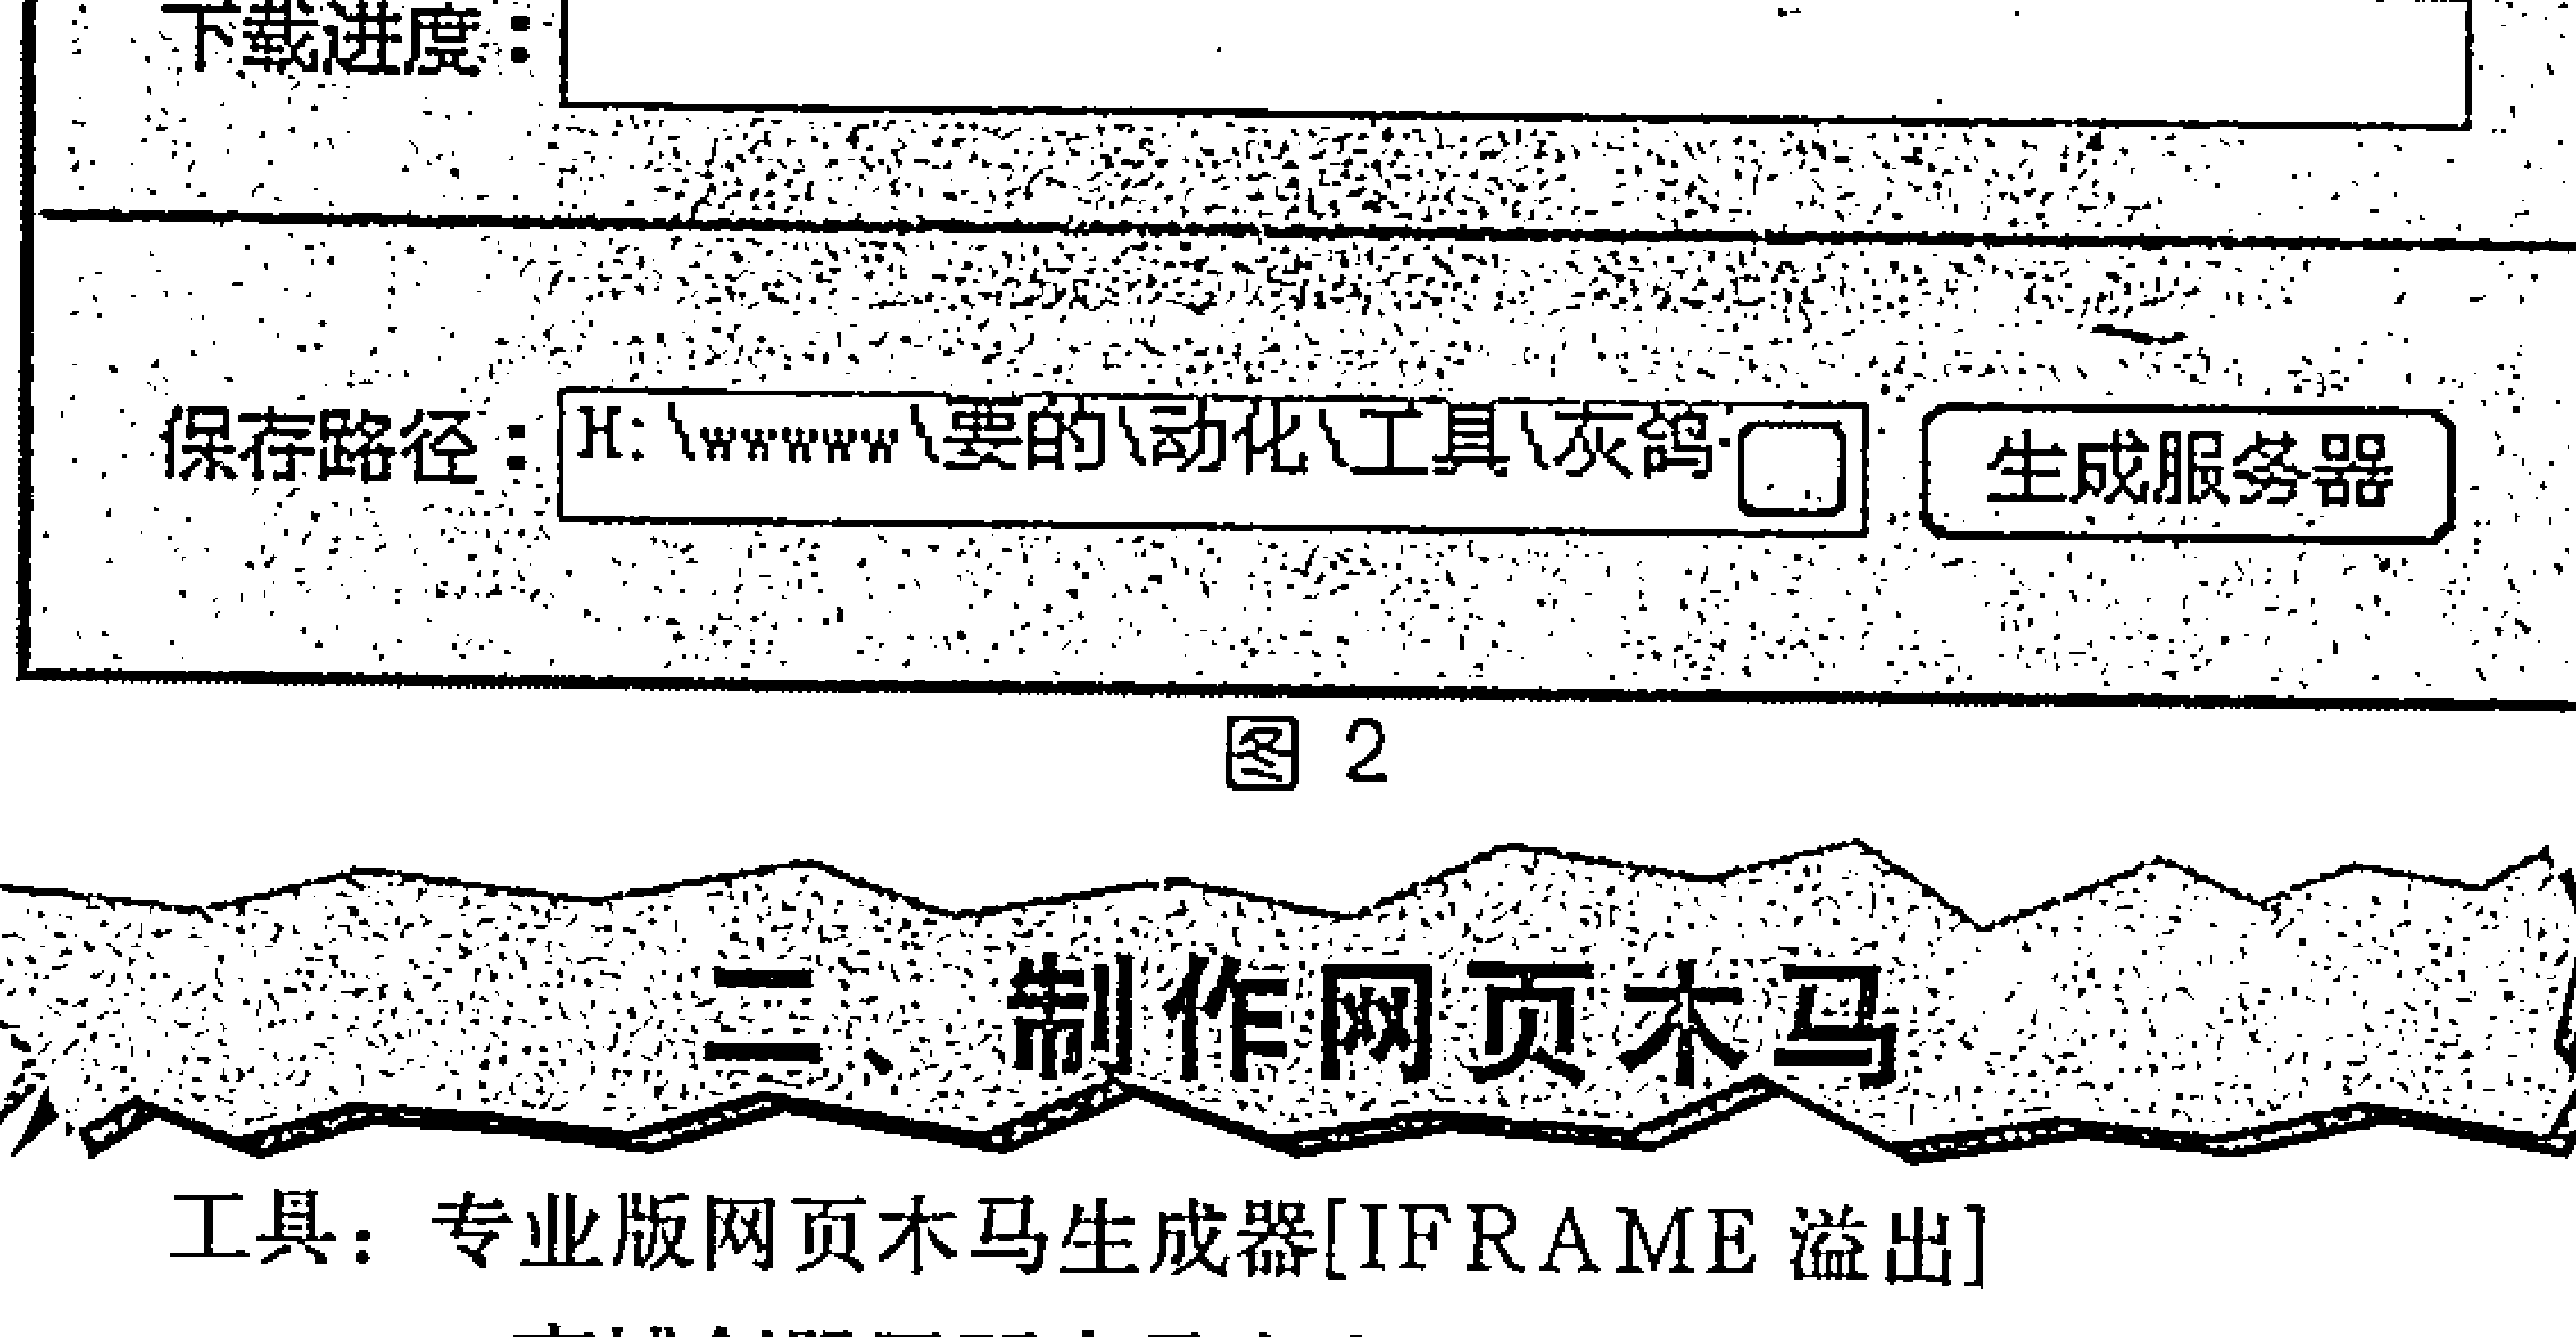 下载进度：
保存路径： H:\wwwww\要的\动化\工具\灰鸽 生成服务器
图 2
二、制作网页木马
工具：专业版网页木马生成器[IFRAME 溢出]